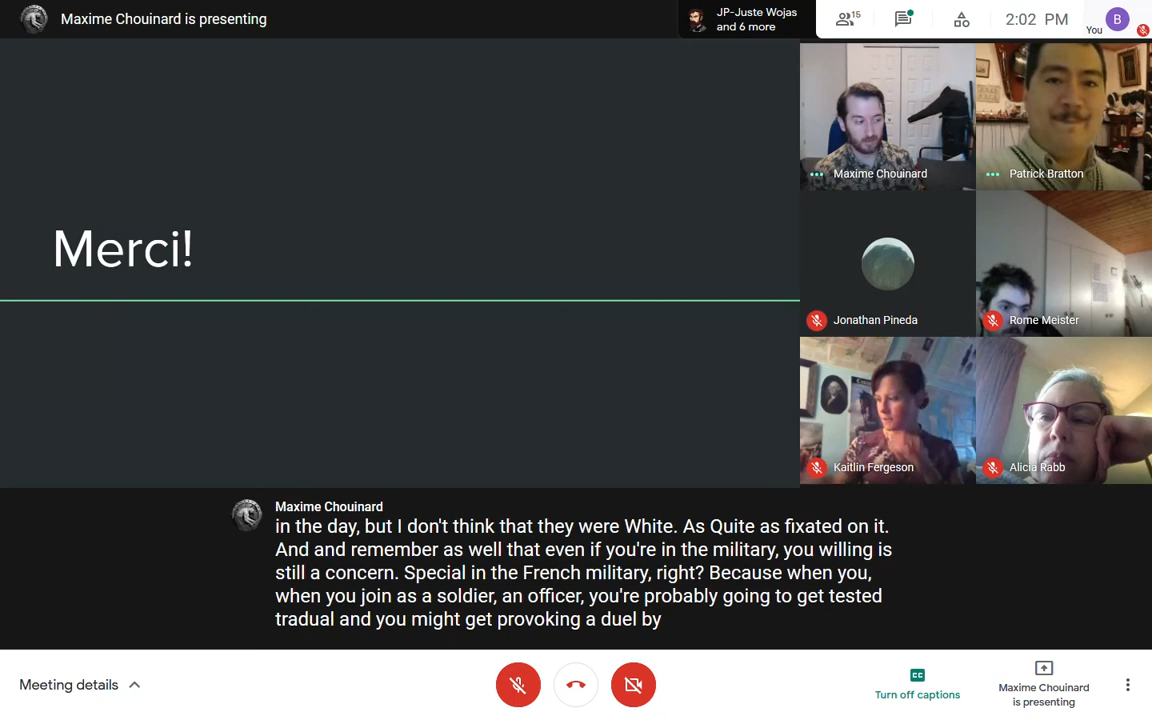 Maxime Chouinard is presenting
JP-Juste Wojas
and 6 more
15
2:02 PM
You
B
Merci!
Maxime Chouinard
Patrick Bratton
Jonathan Pineda
Rome Meister
Kaitlin Fergeson
Alicia Rabb
Maxime Chouinard
in the day, but I don't think that they were White. As Quite as fixated on it.
And and remember as well that even if you're in the military, you willing is
still a concern. Special in the French military, right? Because when you,
when you join as a soldier, an officer, you're probably going to get tested
tradual and you might get provoking a duel by
Meeting details
CC
Turn off captions
Maxime Chouinard
is presenting